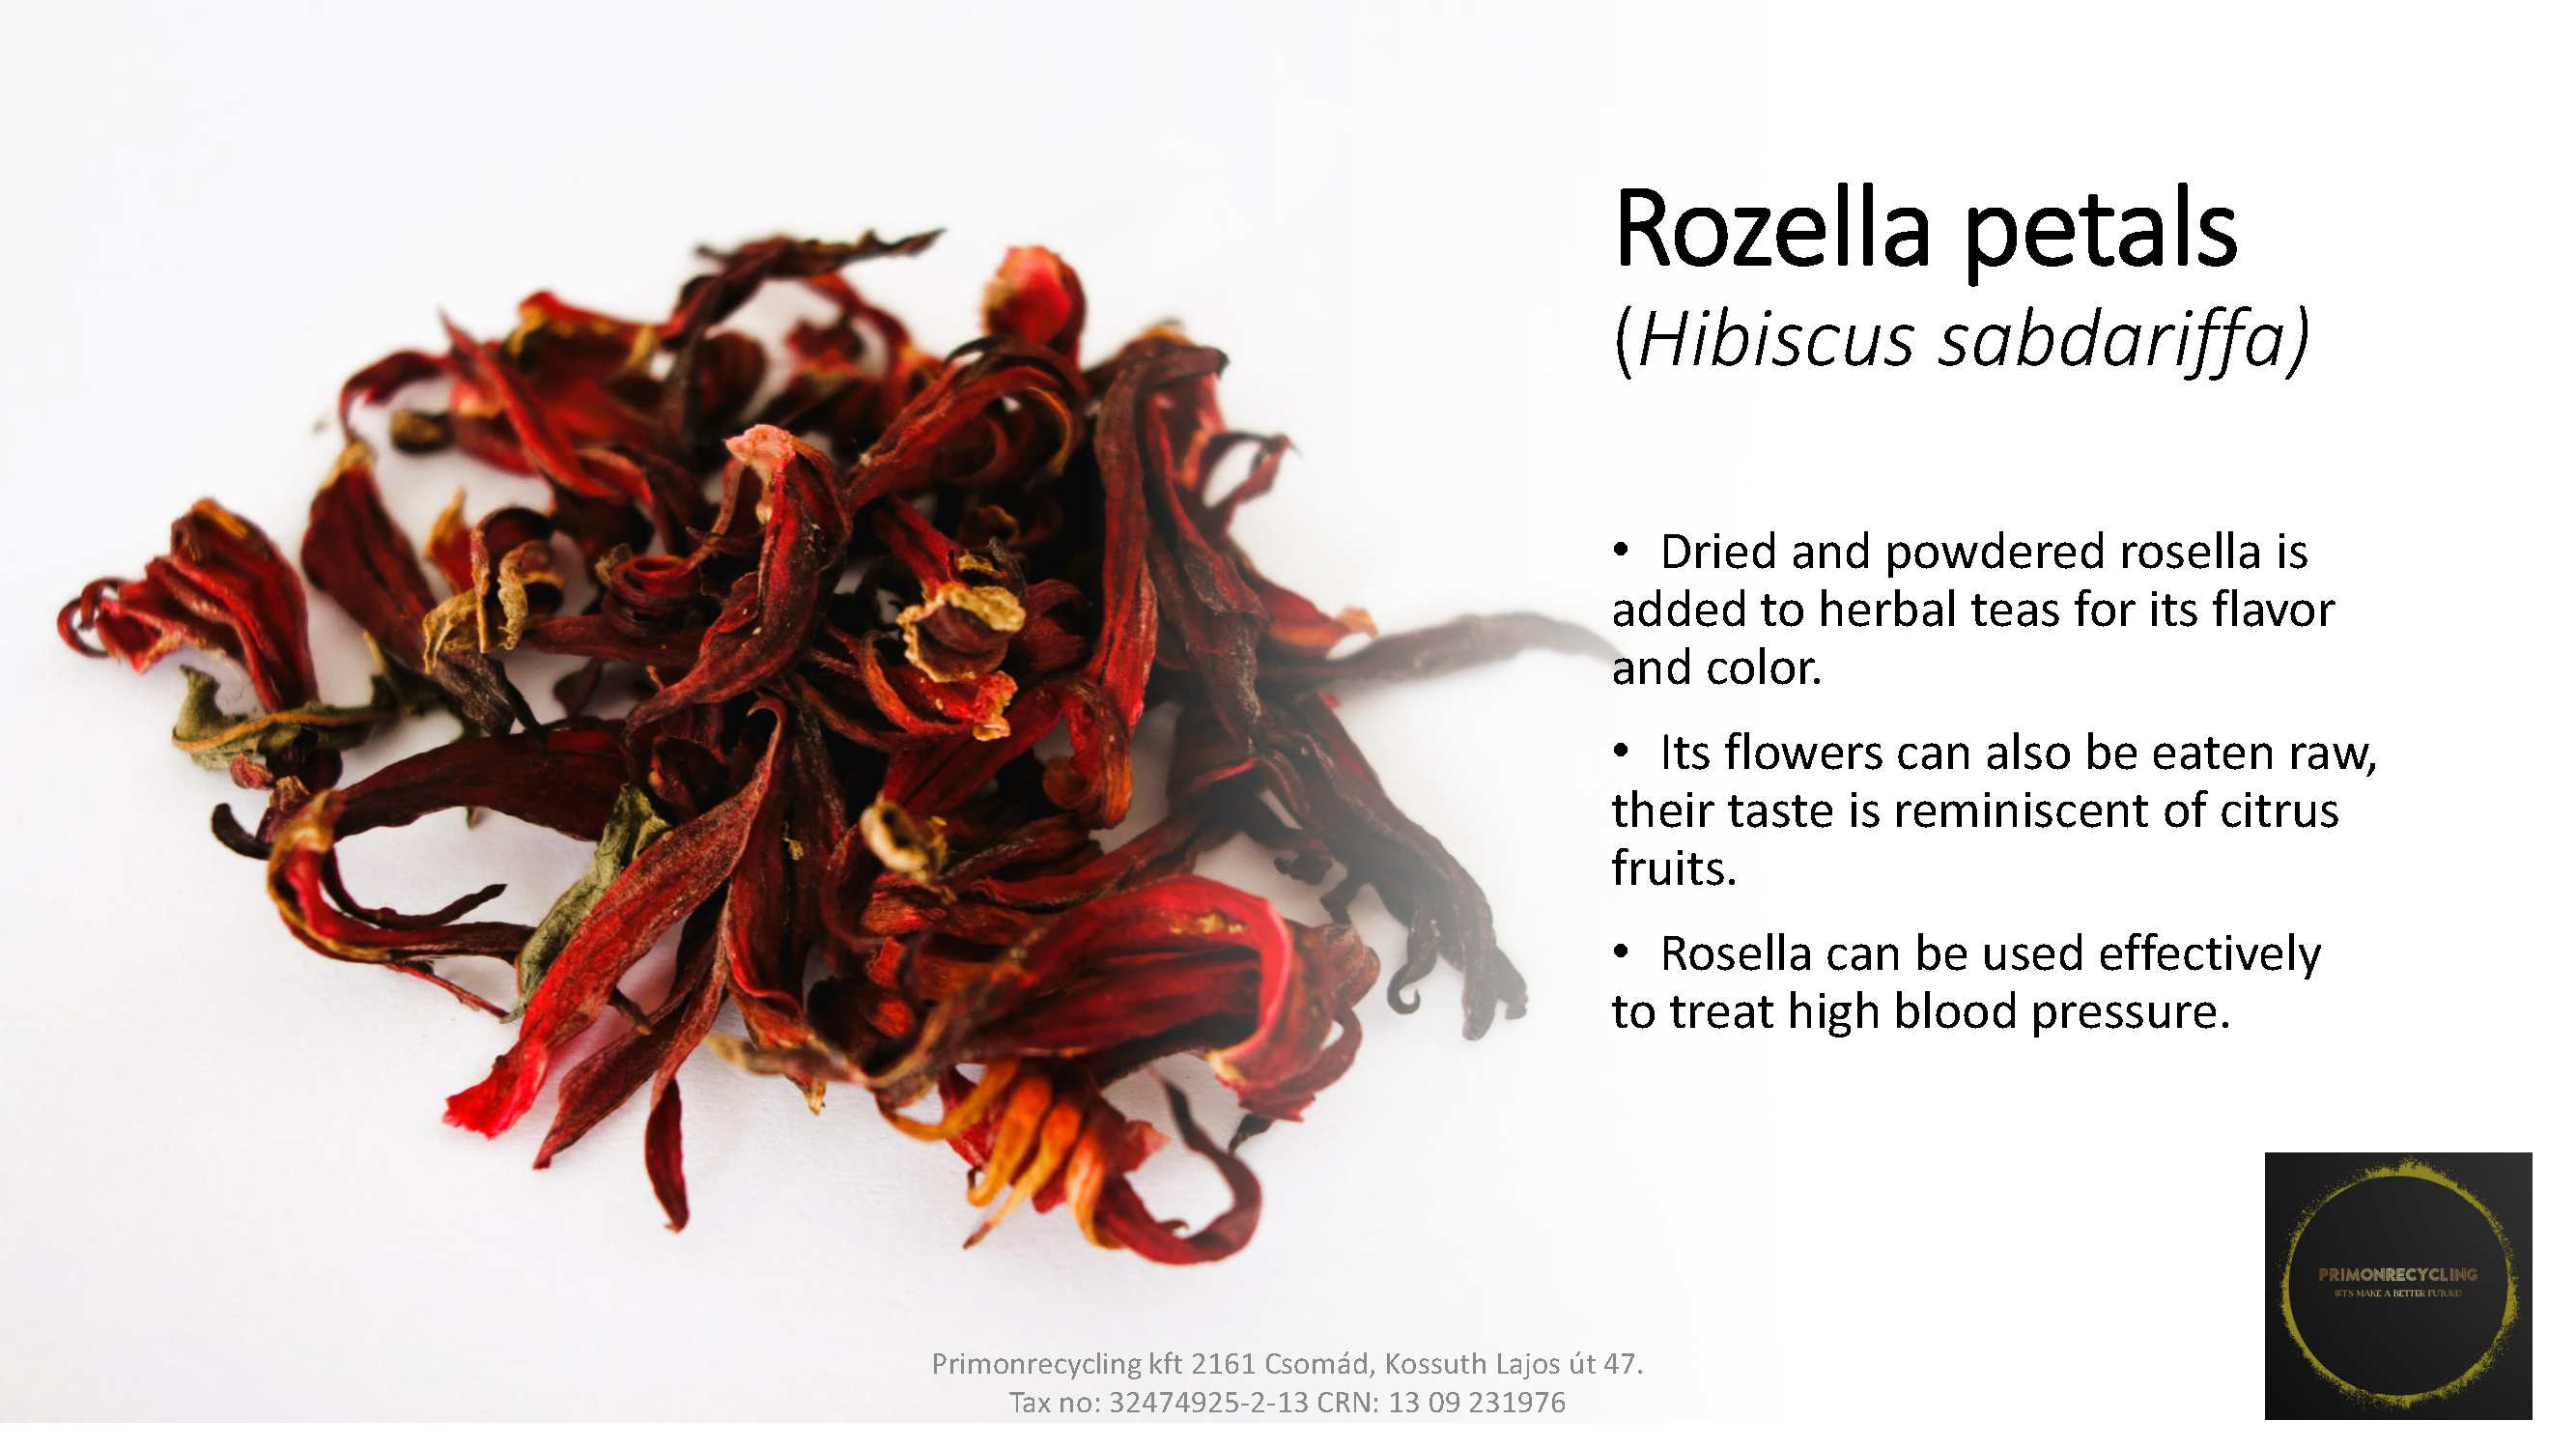 Rozella petals
(Hibiscus sabdariffa)
• Dried and powdered rosella is
added to herbal teas for its flavor
and color.
• Its flowers can also be eaten raw,
their taste is reminiscent of citrus
fruits.
• Rosella can be used effectively
to treat high blood pressure.
PRIMONRECYCLING
LET'S MAKE A BETTER FUTURE!
Primonrecycling kft 2161 Csomád, Kossuth Lajos út 47.
Tax no: 32474925-2-13 CRN: 13 09 231976